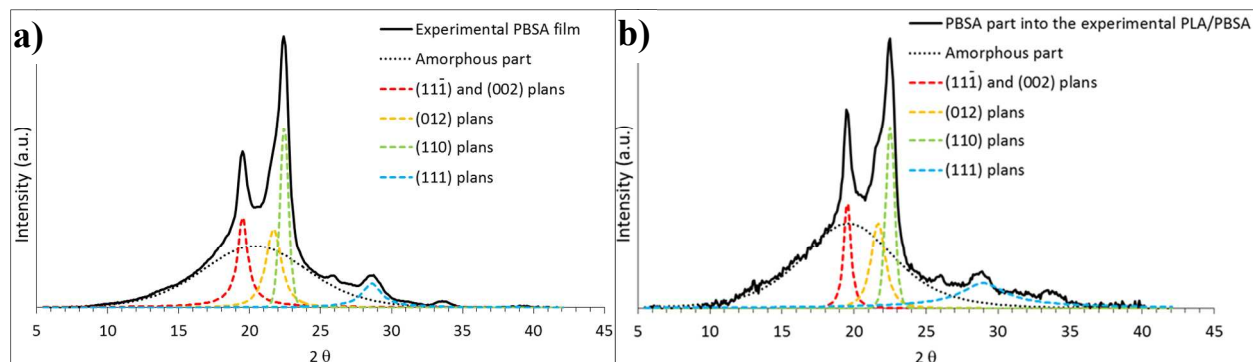 a)
Experimental PBSA film
Amorphous part
(11̄1̄) and (002) plans
(012) plans
(110) plans
(111) plans
Intensity (a.u.)
5 10 15 20 25 30 35 40 45
2 θ
b)
PBSA part into the experimental PLA/PBSA
Amorphous part
(111̄) and (002) plans
(012) plans
(110) plans
(111) plans
Intensity (a.u.)
5 10 15 20 25 30 35 40 45
2 θ